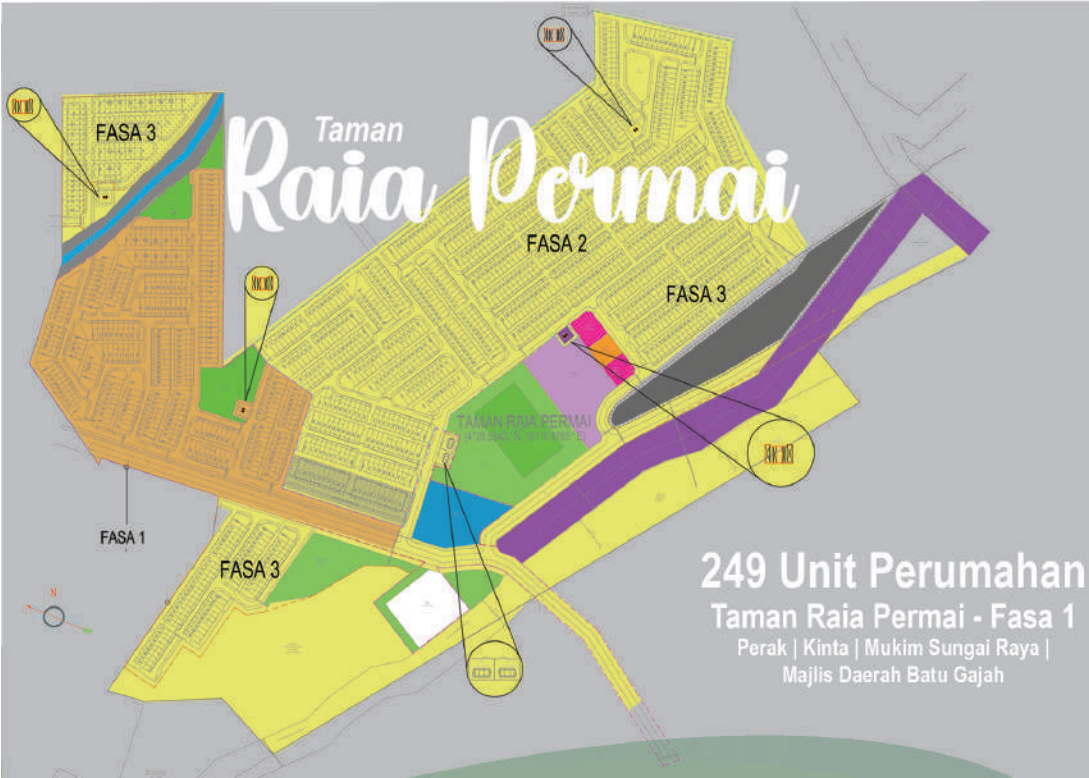 FASA 3
Taman
Raia Permai
FASA 2
FASA 3
TAMAN RAIA PERMAI
FASA 1
FASA 3
N
249 Unit Perumahan
Taman Raia Permai - Fasa 1
Perak | Kinta | Mukim Sungai Raya |
Majlis Daerah Batu Gajah